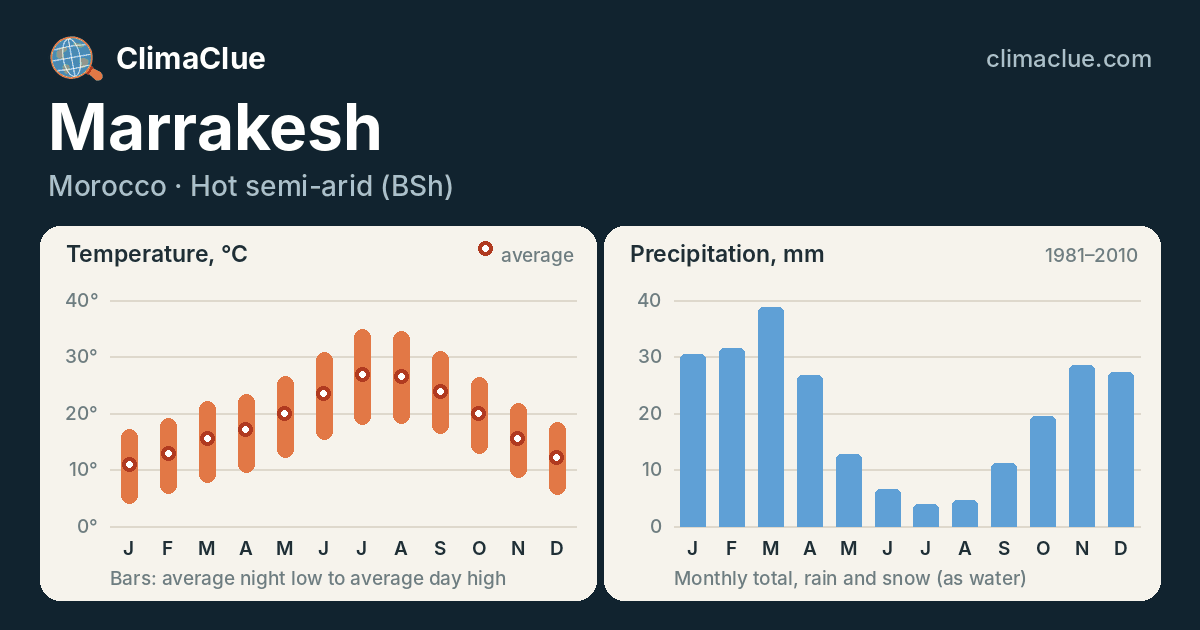 ClimaClue
climaclue.com
Marrakesh
Morocco · Hot semi-arid (BSh)
Temperature, °C
average
40°
30°
20°
10°
0°
J F M A M J J A S O N D
Bars: average night low to average day high
Precipitation, mm
1981–2010
40
30
20
10
0
J F M A M J J A S O N D
Monthly total, rain and snow (as water)